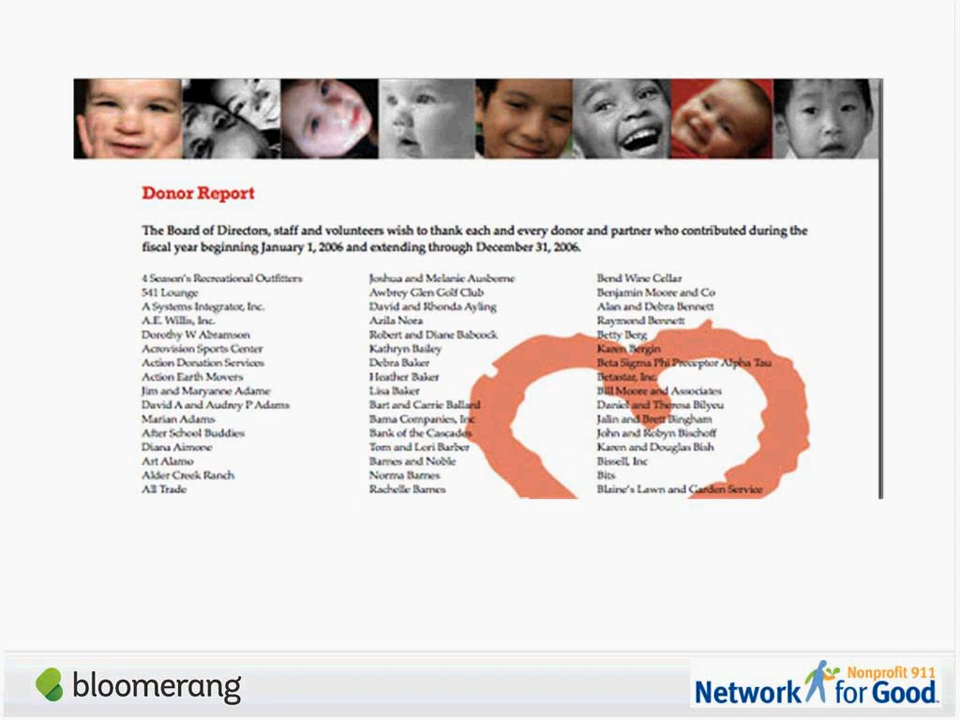 Donor Report
The Board of Directors, staff and volunteers wish to thank each and every donor and partner who contributed during the
fiscal year beginning January 1, 2006 and extending through December 31, 2006.
4 Season's Recreational Outfitters
541 Lounge
A Systems Integrator, Inc.
A.E. Willis, Inc.
Dorothy W Abramson
Acrovision Sports Center
Action Donation Services
Action Earth Movers
Jim and Maryanne Adame
David A and Audrey P Adams
Marian Adams
After School Buddies
Diana Aimone
Art Alamo
Alder Creek Ranch
All Trade
Joshua and Melanie Ausborne
Awbrey Glen Golf Club
David and Rhonda Ayling
Azila Nora
Robert and Diane Babcock
Kathryn Bailey
Debra Baker
Heather Baker
Lisa Baker
Bart and Carrie Ballard
Bama Companies, Inc
Bank of the Cascades
Tom and Lori Barber
Barnes and Noble
Norma Barnes
Rachelle Barnes
Bend Wine Cellar
Benjamin Moore and Co
Alan and Debra Bennett
Raymond Bennett
Betty Berg
Karen Bergin
Beta Sigma Phi Preceptor Alpha Tau
Betastar, Inc.
Bill Moore and Associates
Daniel and Theresa Bilyeu
Jalin and Brett Bingham
John and Robyn Bischoff
Karen and Douglas Bish
Bissell, Inc
Bits
Blaine's Lawn and Garden Service
bloomerang
Nonprofit 911
Network for Good